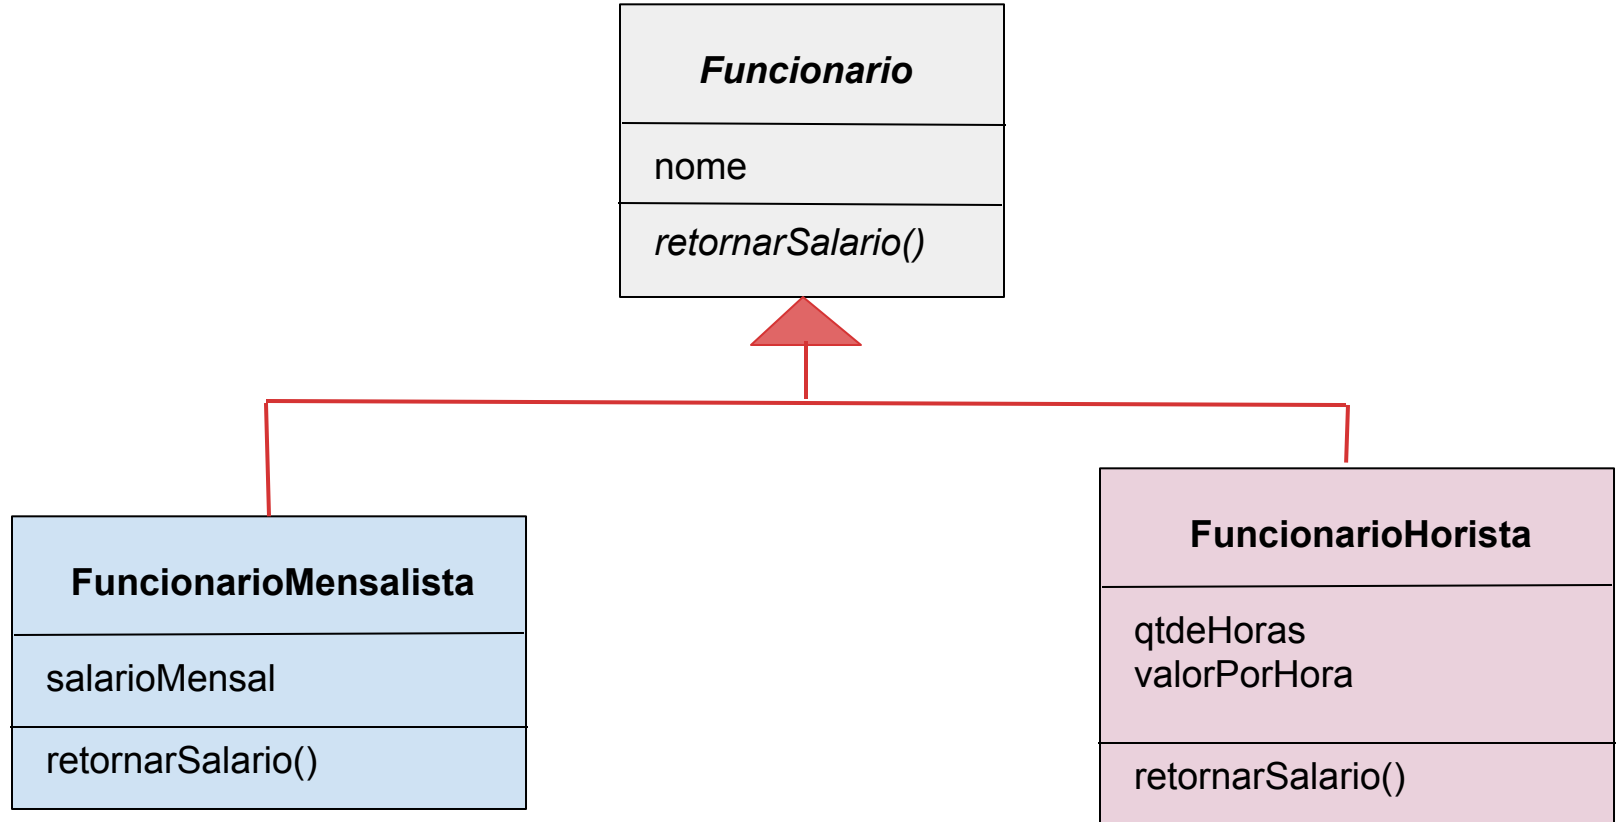 Funcionario
nome
retornarSalario()
FuncionarioMensalista
salarioMensal
retornarSalario()
FuncionarioHorista
qtdeHoras
valorPorHora
retornarSalario()